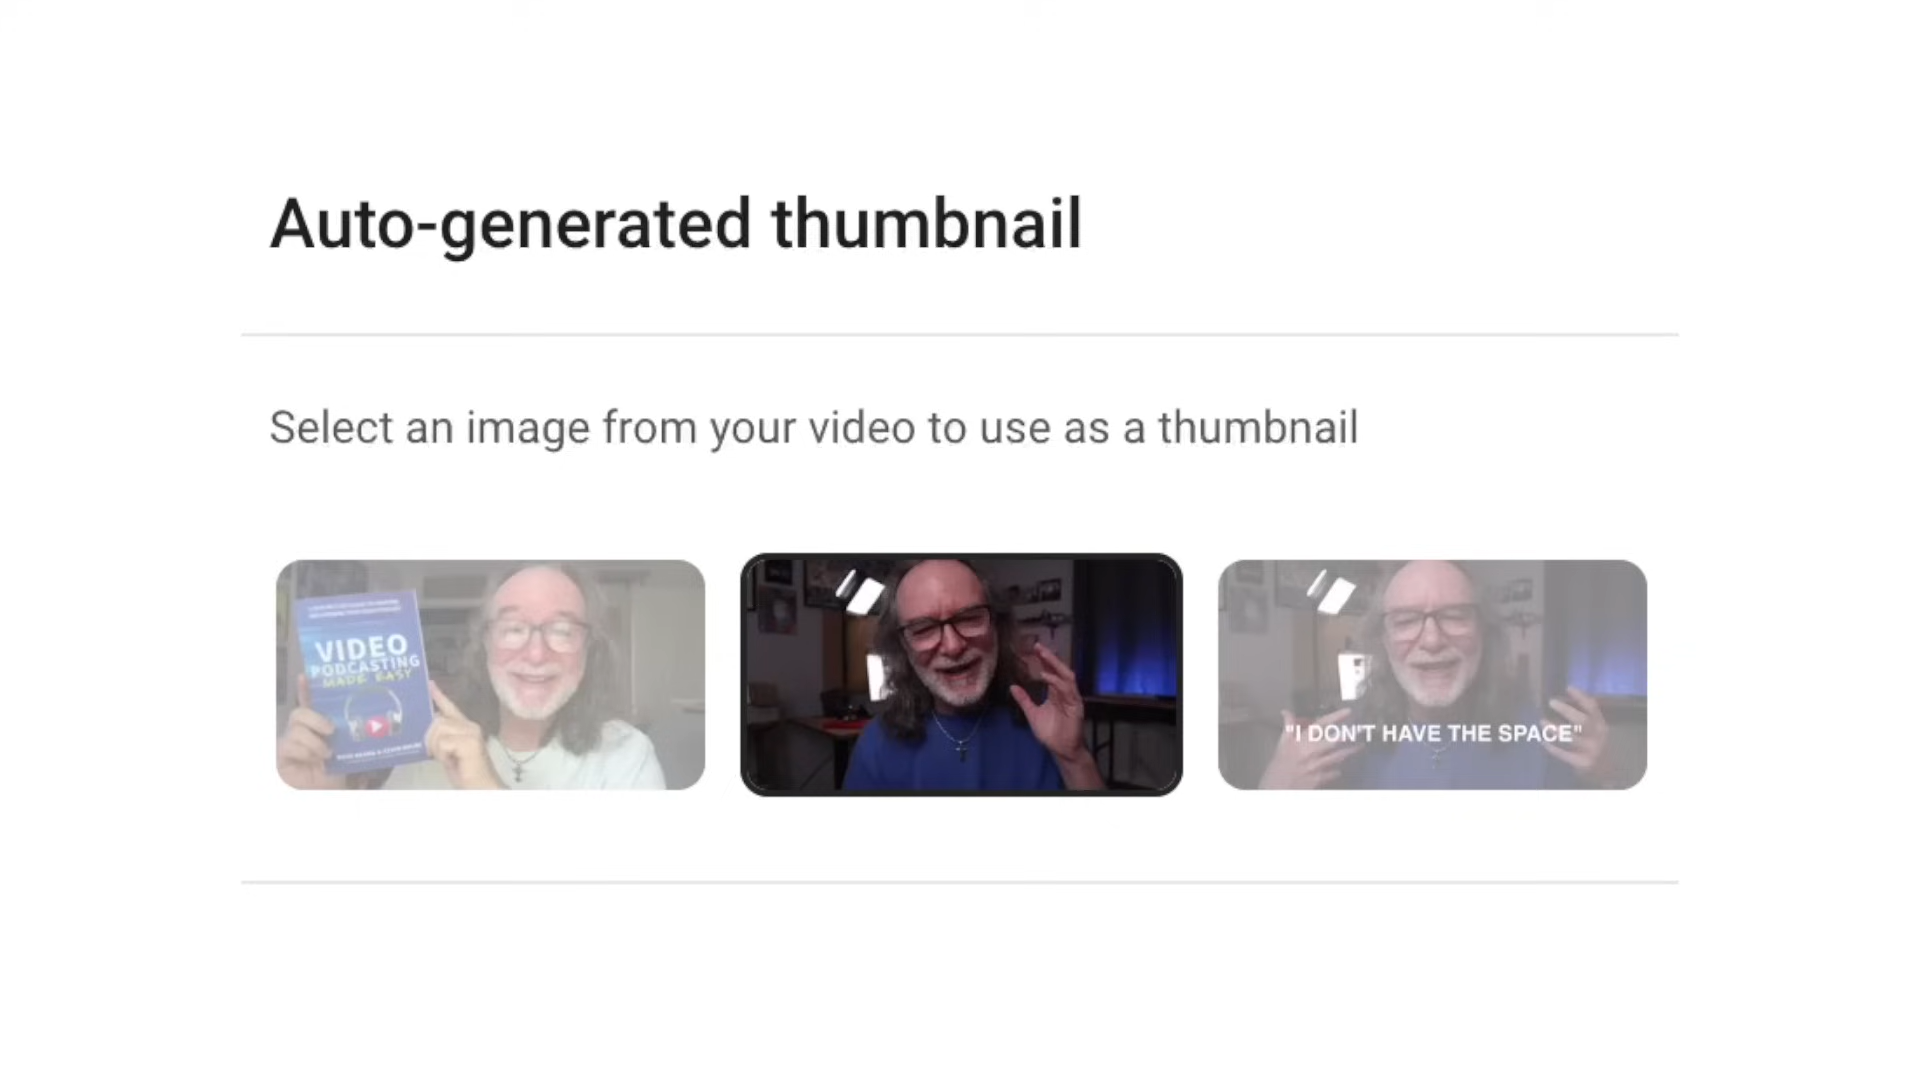 Auto-generated thumbnail
Select an image from your video to use as a thumbnail
VIDEO
PODCASTING
MADE EASY
"I DON'T HAVE THE SPACE"